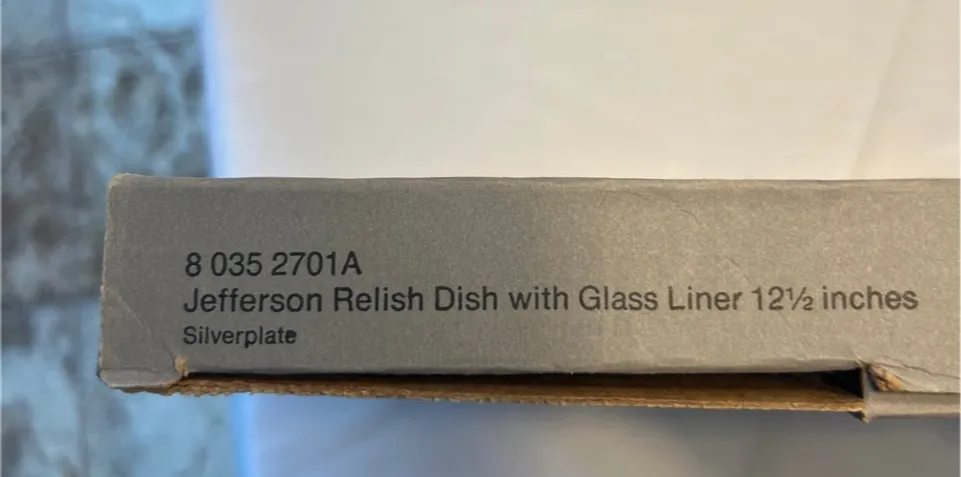 8 035 2701A
Jefferson Relish Dish with Glass Liner 12½ inches
Silverplate